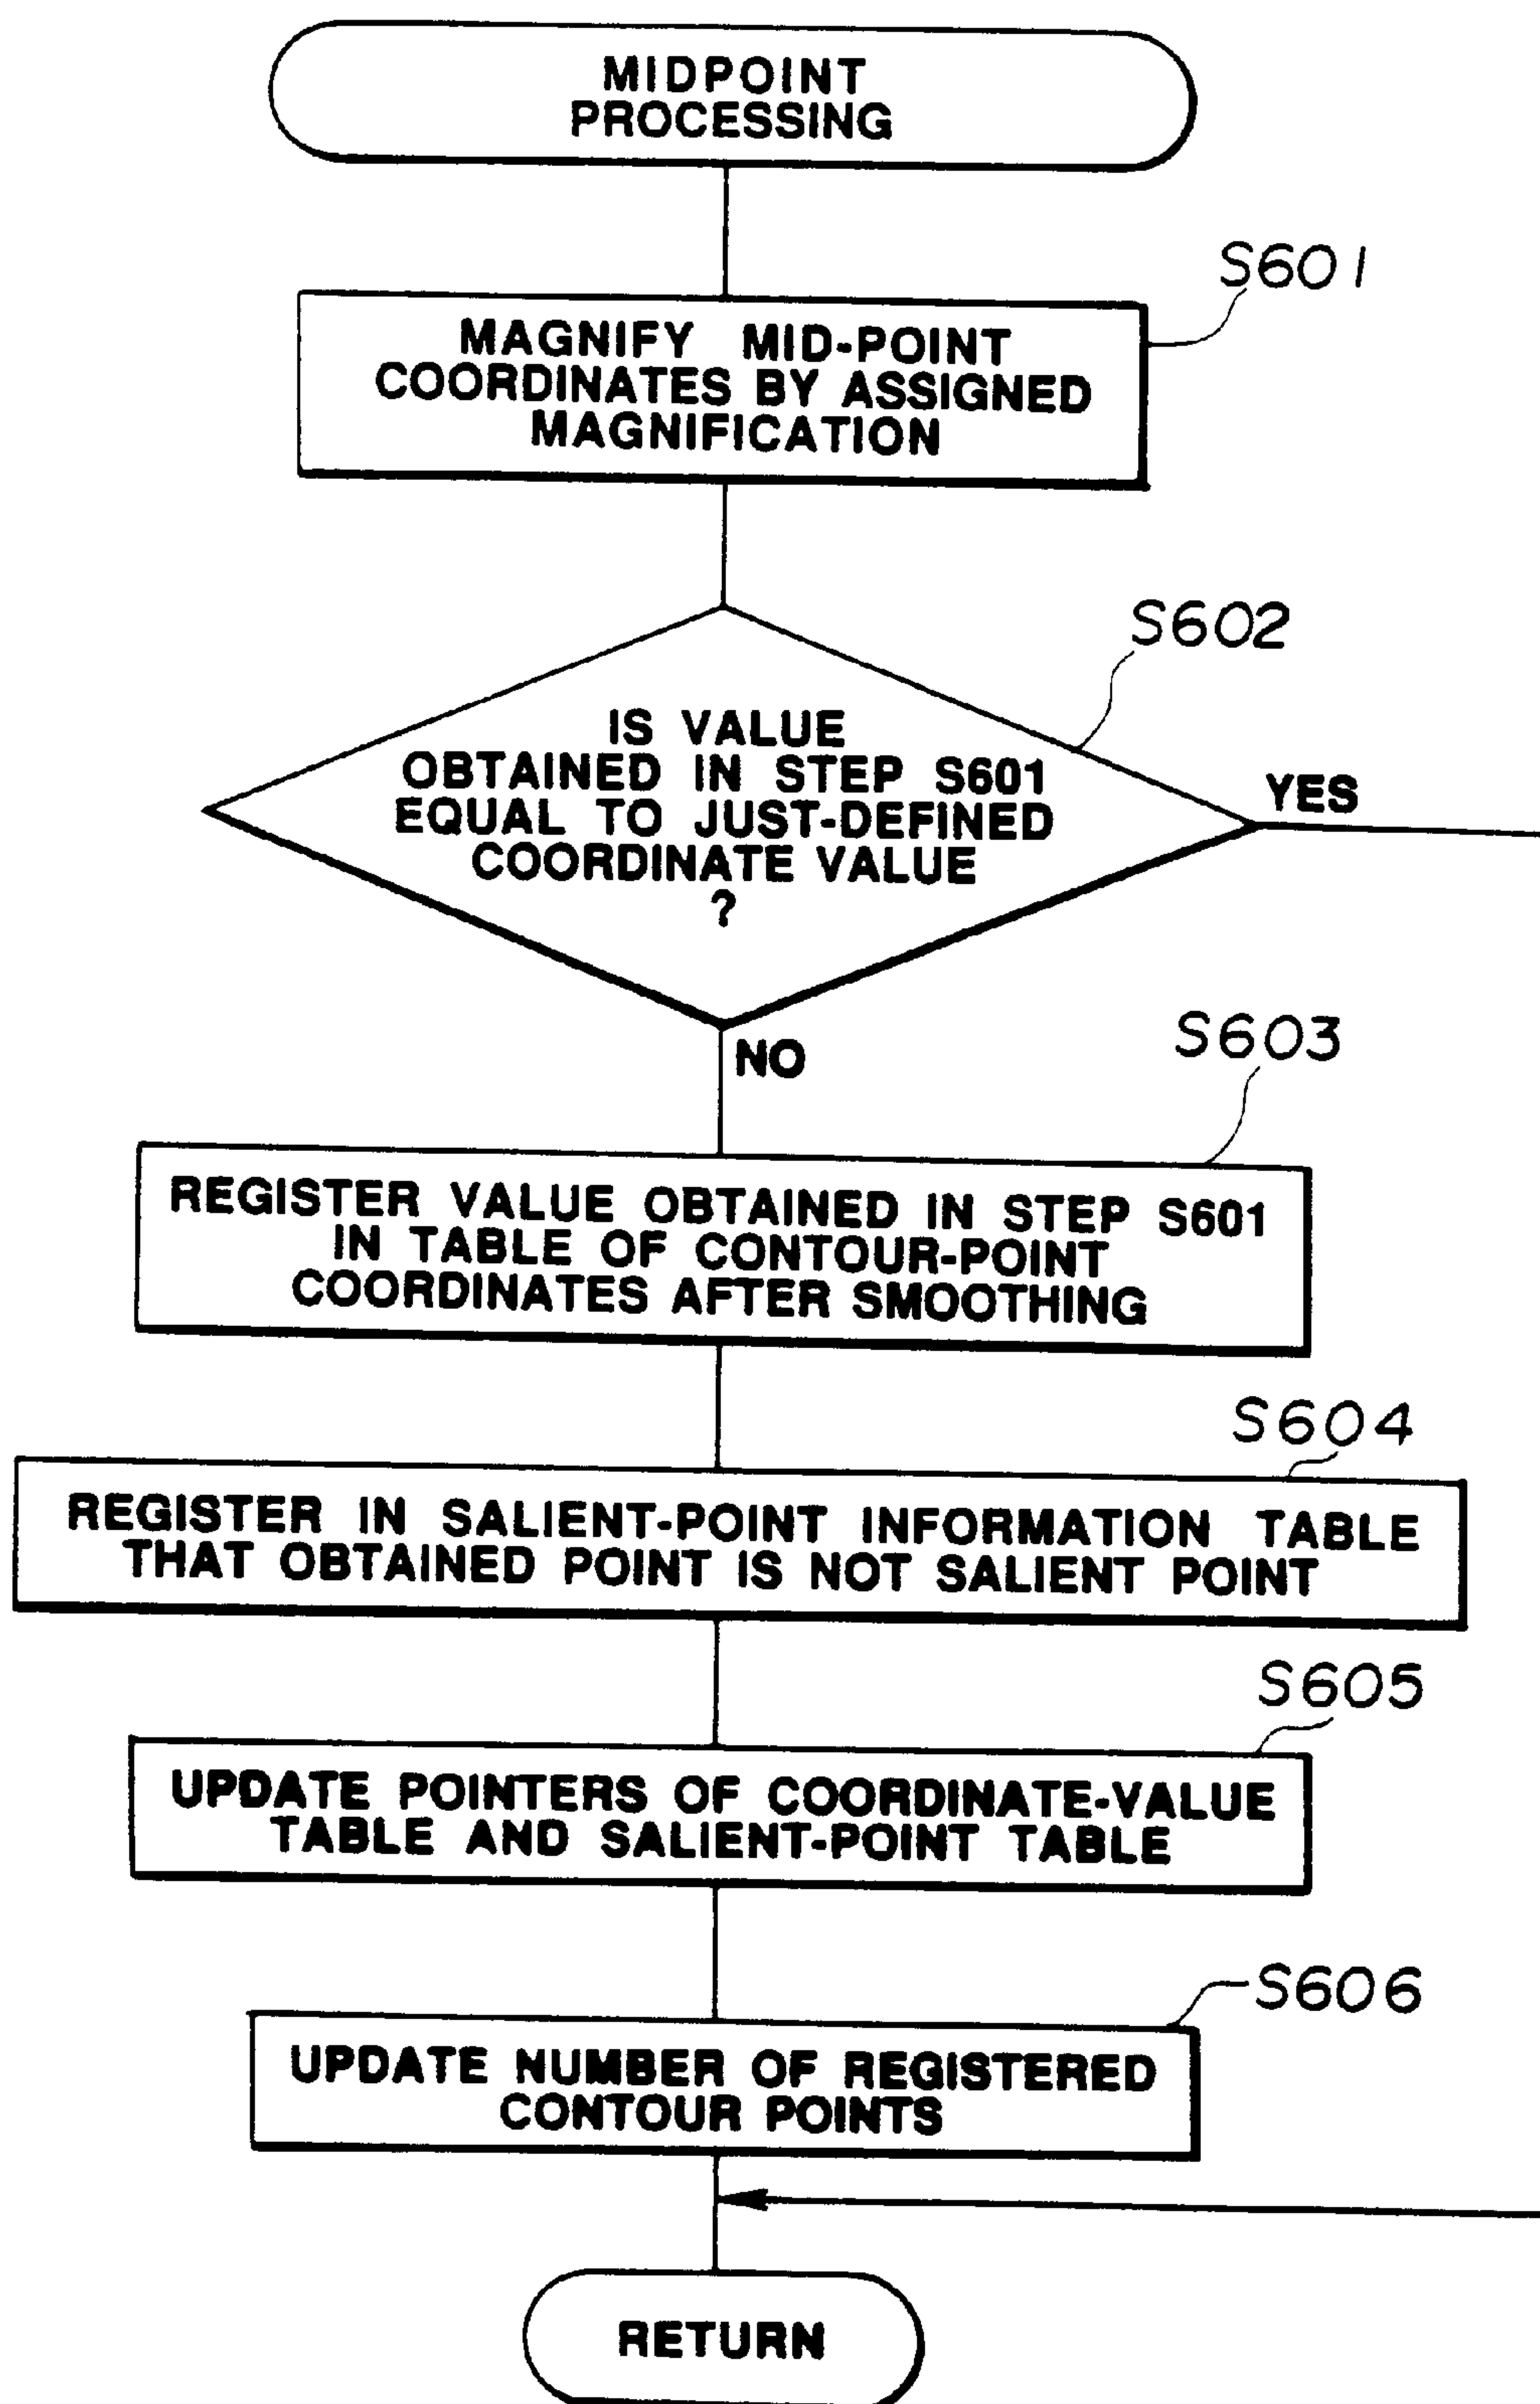 MIDPOINT
PROCESSING
S601
MAGNIFY MID-POINT
COORDINATES BY ASSIGNED
MAGNIFICATION
S602
IS VALUE
OBTAINED IN STEP S601
EQUAL TO JUST-DEFINED
COORDINATE VALUE
?
YES
NO
S603
REGISTER VALUE OBTAINED IN STEP S601
IN TABLE OF CONTOUR-POINT
COORDINATES AFTER SMOOTHING
S604
REGISTER IN SALIENT-POINT INFORMATION TABLE
THAT OBTAINED POINT IS NOT SALIENT POINT
S605
UPDATE POINTERS OF COORDINATE-VALUE
TABLE AND SALIENT-POINT TABLE
S606
UPDATE NUMBER OF REGISTERED
CONTOUR POINTS
RETURN